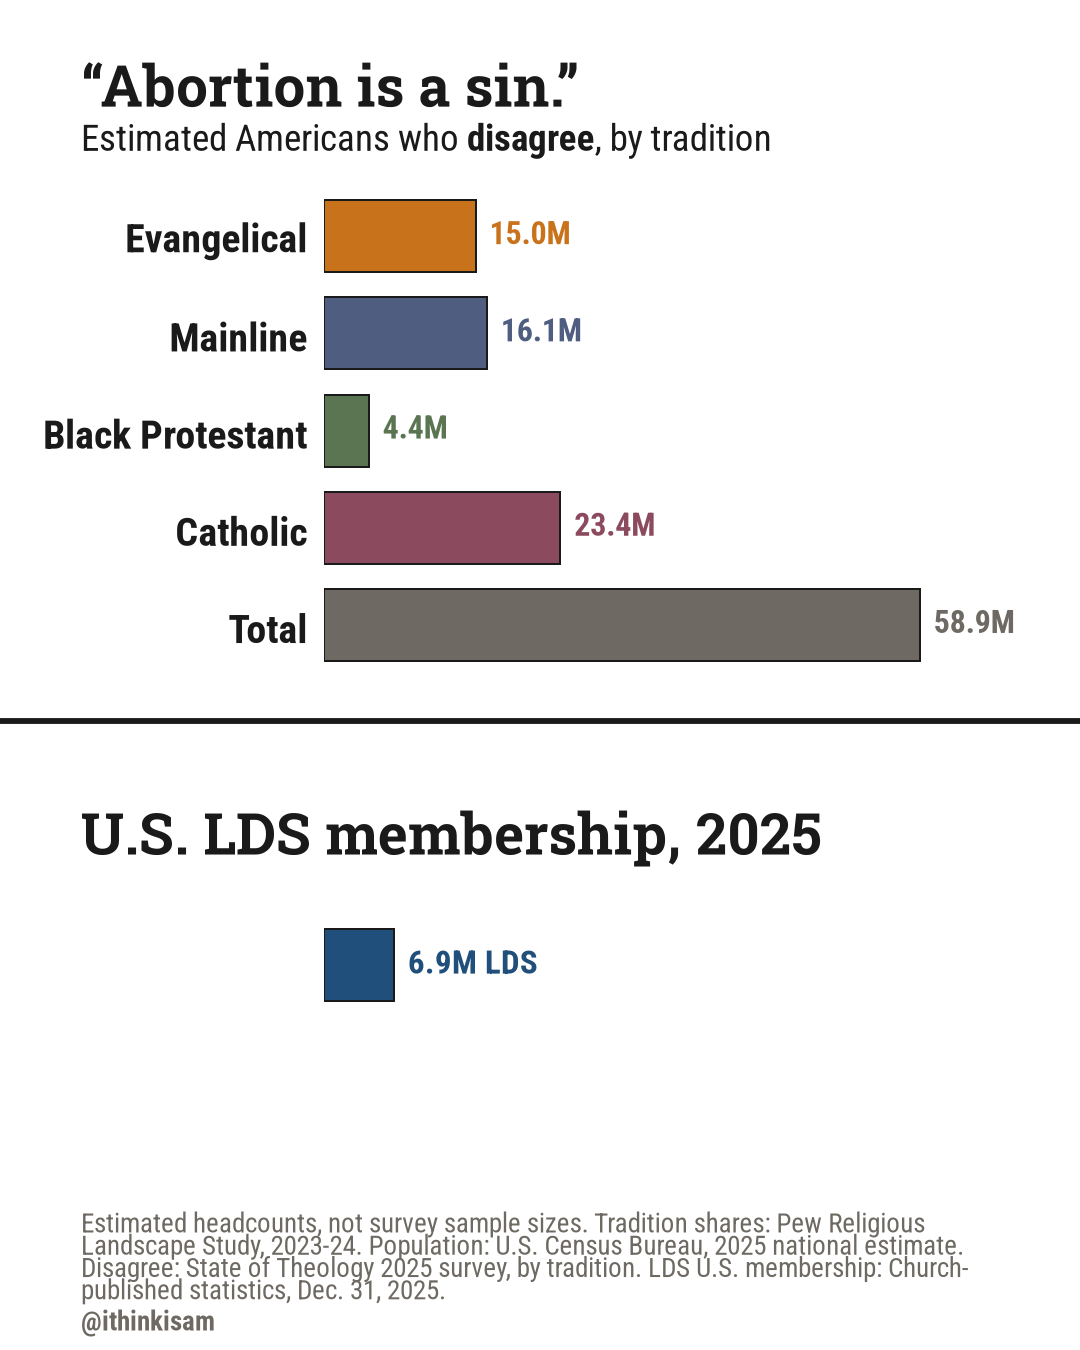 “Abortion is a sin.”
Estimated Americans who disagree, by tradition
Evangelical 15.0M
Mainline 16.1M
Black Protestant 4.4M
Catholic 23.4M
Total 58.9M
U.S. LDS membership, 2025
6.9M LDS
Estimated headcounts, not survey sample sizes. Tradition shares: Pew Religious
Landscape Study, 2023-24. Population: U.S. Census Bureau, 2025 national estimate.
Disagree: State of Theology 2025 survey, by tradition. LDS U.S. membership: Church-
published statistics, Dec. 31, 2025.
@ithinkisam